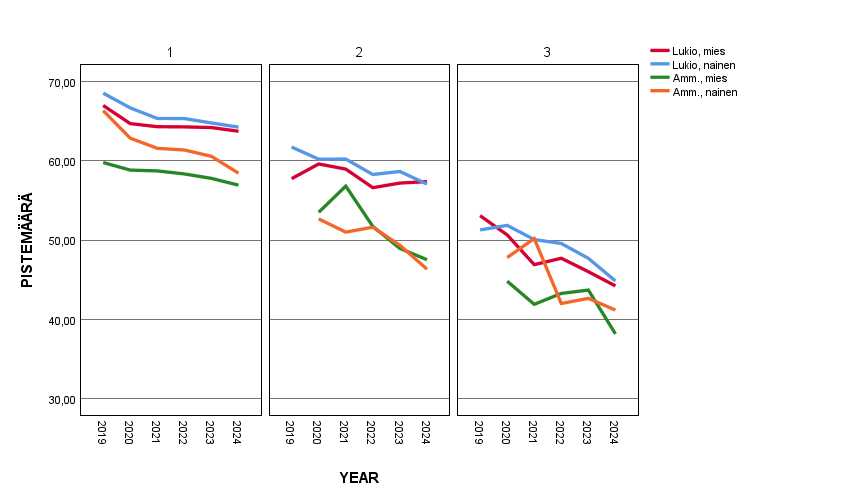 1 2 3
Lukio, mies
Lukio, nainen
Amm., mies
Amm., nainen
70,00
60,00
50,00
40,00
30,00
PISTEMÄÄRÄ
2019 2020 2021 2022 2023 2024 2019 2020 2021 2022 2023 2024 2019 2020 2021 2022 2023 2024
YEAR